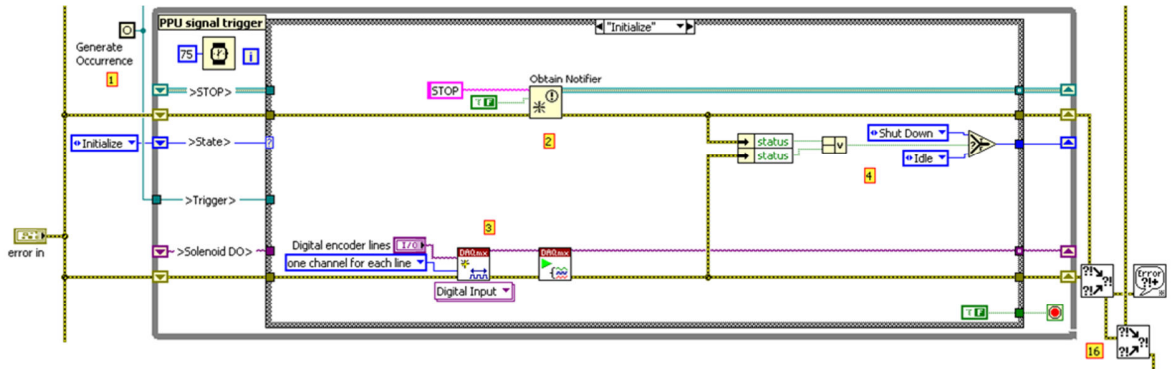 PPU signal trigger
"Initialize"
Generate
Occurrence
1
75
i
>STOP>
STOP
Obtain Notifier
T F
2
Initialize
>State>
status
status
v
Shut Down
Idle
?
4
>Trigger>
error in
3
>Solenoid DO>
Digital encoder lines
I/O
one channel for each line
DAQmx
DAQmx
Digital Input
T F
?!
?!
?!
Error
?!+
16
?!
?!
?!